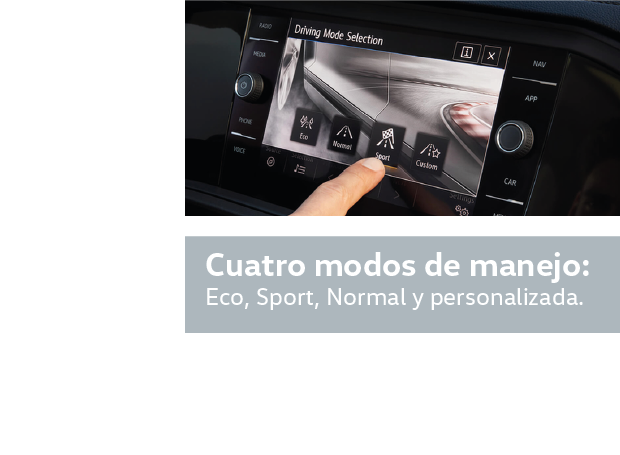 Driving Mode Selection
RADIO
MEDIA
PHONE
VOICE
Eco
Normal
Sport
Custom
NAV
APP
CAR
Settings
Cuatro modos de manejo:
Eco, Sport, Normal y personalizada.